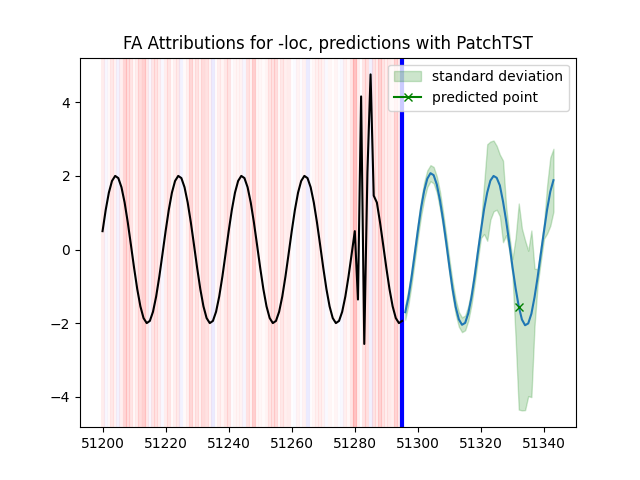 FA Attributions for -loc, predictions with PatchTST
standard deviation
predicted point
4
2
0
−2
−4
51200 51220 51240 51260 51280 51300 51320 51340